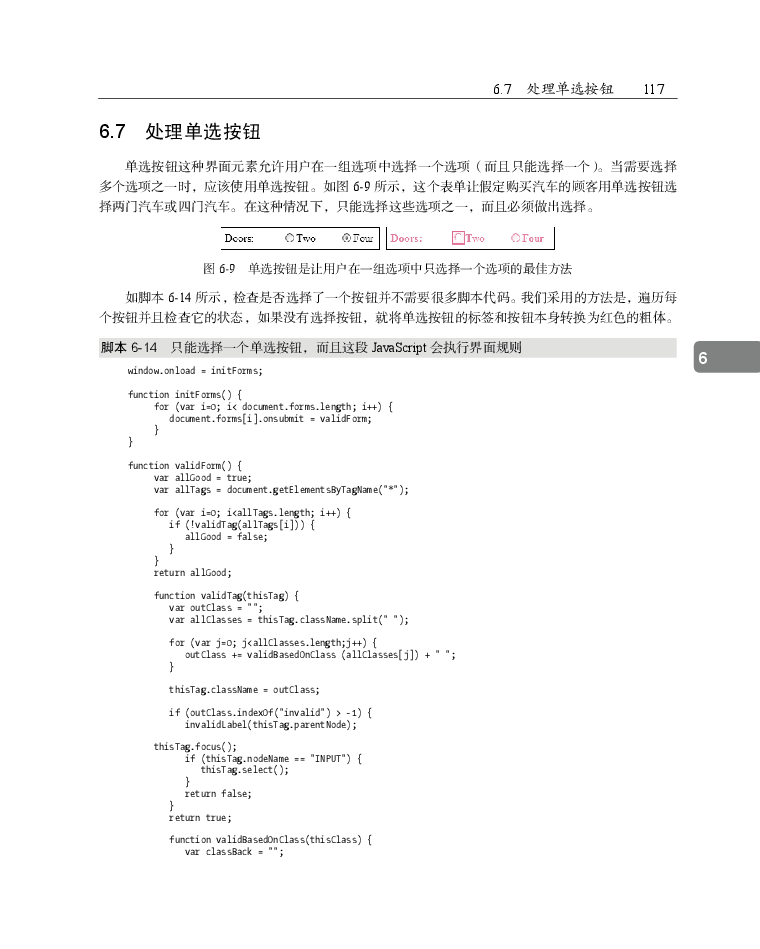 6.7 处理单选按钮 117
6.7 处理单选按钮
单选按钮这种界面元素允许用户在一组选项中选择一个选项（而且只能选择一个）。当需要选择
多个选项之一时，应该使用单选按钮。如图 6-9 所示，这个表单让假定购买汽车的顾客用单选按钮选
择两门汽车或四门汽车。在这种情况下，只能选择这些选项之一，而且必须做出选择。
Doors: Two Four Doors: Two Four
图 6-9 单选按钮是让用户在一组选项中只选择一个选项的最佳方法
如脚本 6-14 所示，检查是否选择了一个按钮并不需要很多脚本代码。我们采用的方法是，遍历每
个按钮并且检查它的状态，如果没有选择按钮，就将单选按钮的标签和按钮本身转换为红色的粗体。
脚本 6-14 只能选择一个单选按钮，而且这段 JavaScript 会执行界面规则
6
window.onload = initForms;
function initForms() {
for (var i=0; i< document.forms.length; i++) {
document.forms[i].onsubmit = validForm;
}
}
function validForm() {
var allGood = true;
var allTags = document.getElementsByTagName("*");
for (var i=0; i<allTags.length; i++) {
if (!validTag(allTags[i])) {
allGood = false;
}
}
return allGood;
function validTag(thisTag) {
var outClass = "";
var allClasses = thisTag.className.split(" ");
for (var j=0; j<allClasses.length;j++) {
outClass += validBasedOnClass (allClasses[j]) + " ";
}
thisTag.className = outClass;
if (outClass.indexOf("invalid") > -1) {
invalidLabel(thisTag.parentNode);
thisTag.focus();
if (thisTag.nodeName == "INPUT") {
thisTag.select();
}
return false;
}
return true;
function validBasedOnClass(thisClass) {
var classBack = "";